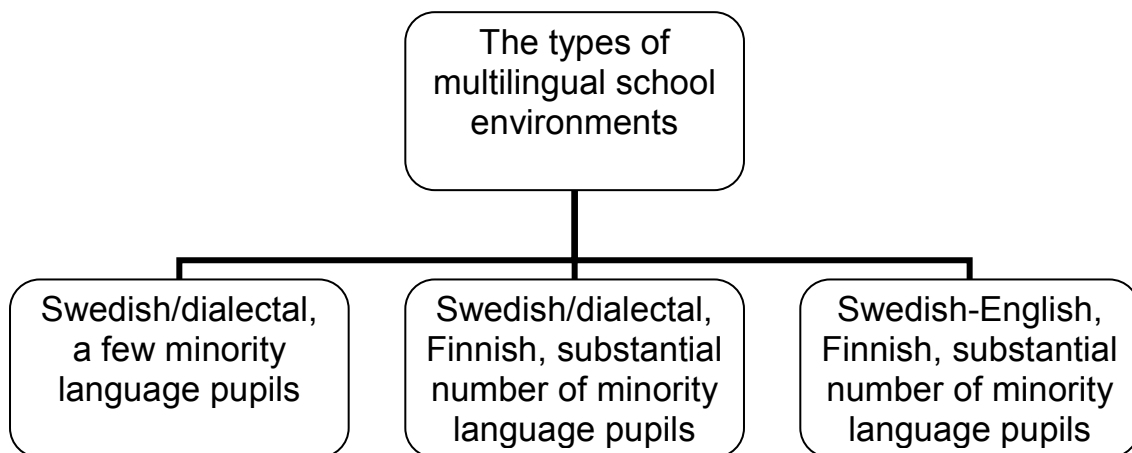 The types of
multilingual school
environments
Swedish/dialectal,
a few minority
language pupils
Swedish/dialectal,
Finnish, substantial
number of minority
language pupils
Swedish-English,
Finnish, substantial
number of minority
language pupils